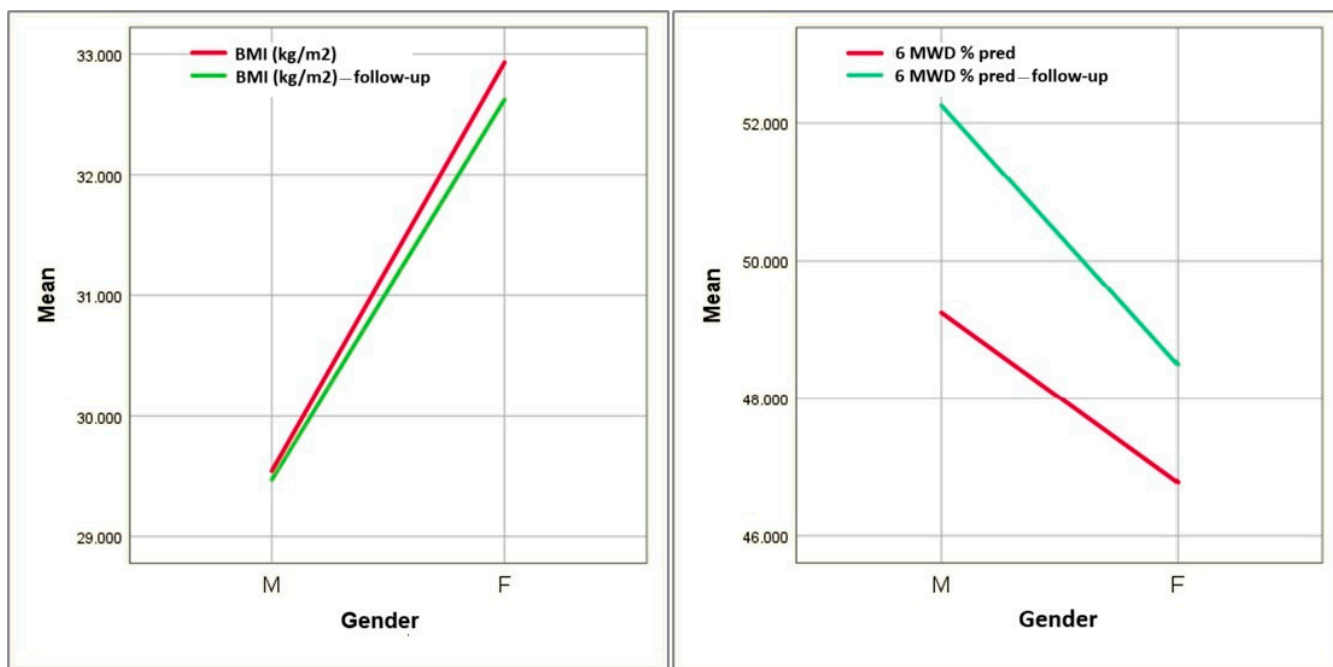 BMI (kg/m2)
BMI (kg/m2)—follow-up
33.000
32.000
31.000
30.000
29.000
Mean
M
F
Gender
6 MWD % pred
6 MWD % pred—follow-up
52.000
50.000
48.000
46.000
Mean
M
F
Gender